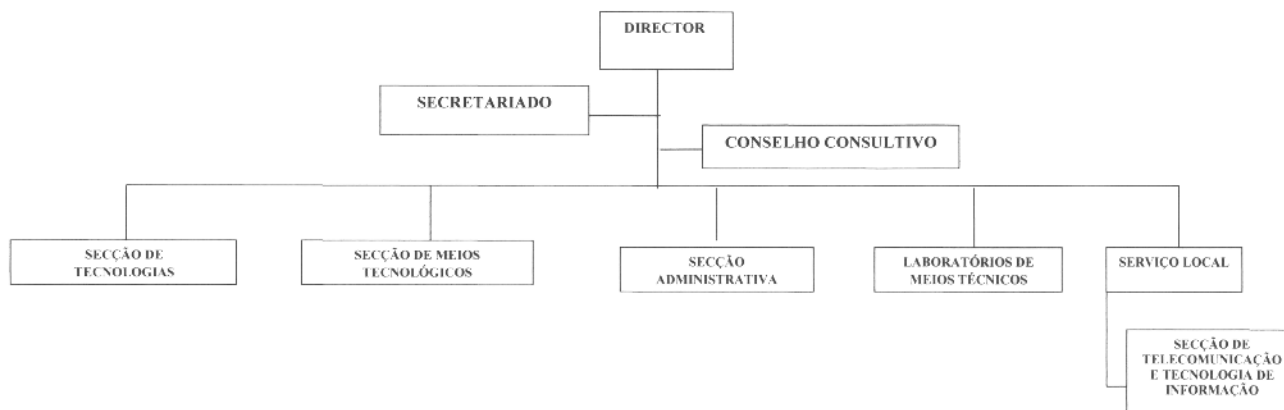 DIRECTOR
SECRETARIADO
CONSELHO CONSULTIVO
SECÇÃO DE
TECNOLOGIAS
SECÇÃO DE MEIOS
TECNOLÓGICOS
SECÇÃO
ADMINISTRATIVA
LABORATÓRIOS DE
MEIOS TÉCNICOS
SERVIÇO LOCAL
SECÇÃO DE
TELECOMUNICAÇÃO
E TECNOLOGIA DE
INFORMAÇÃO